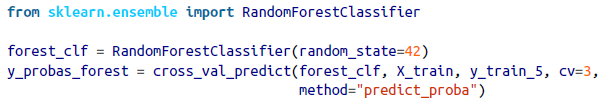 from sklearn.ensemble import RandomForestClassifier
forest_clf = RandomForestClassifier(random_state=42)
y_probas_forest = cross_val_predict(forest_clf, X_train, y_train_5, cv=3,
method="predict_proba")